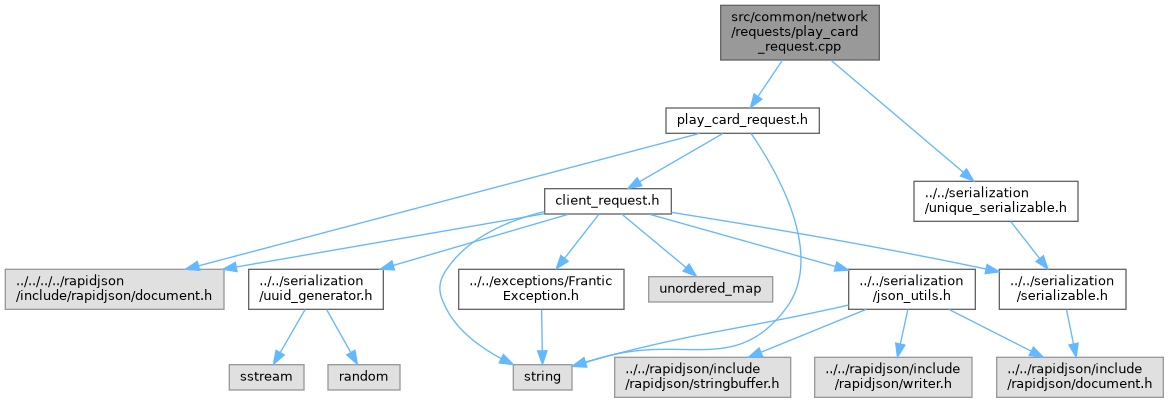 src/common/network
/requests/play_card
_request.cpp
play_card_request.h
../../serialization
/unique_serializable.h
client_request.h
../../../../rapidjson
/include/rapidjson/document.h
../../serialization
/uuid_generator.h
../../exceptions/Frantic
Exception.h
unordered_map
../../serialization
/json_utils.h
../../serialization
/serializable.h
sstream
random
string
../../rapidjson/include
/rapidjson/stringbuffer.h
../../rapidjson/include
/rapidjson/writer.h
../../rapidjson/include
/rapidjson/document.h